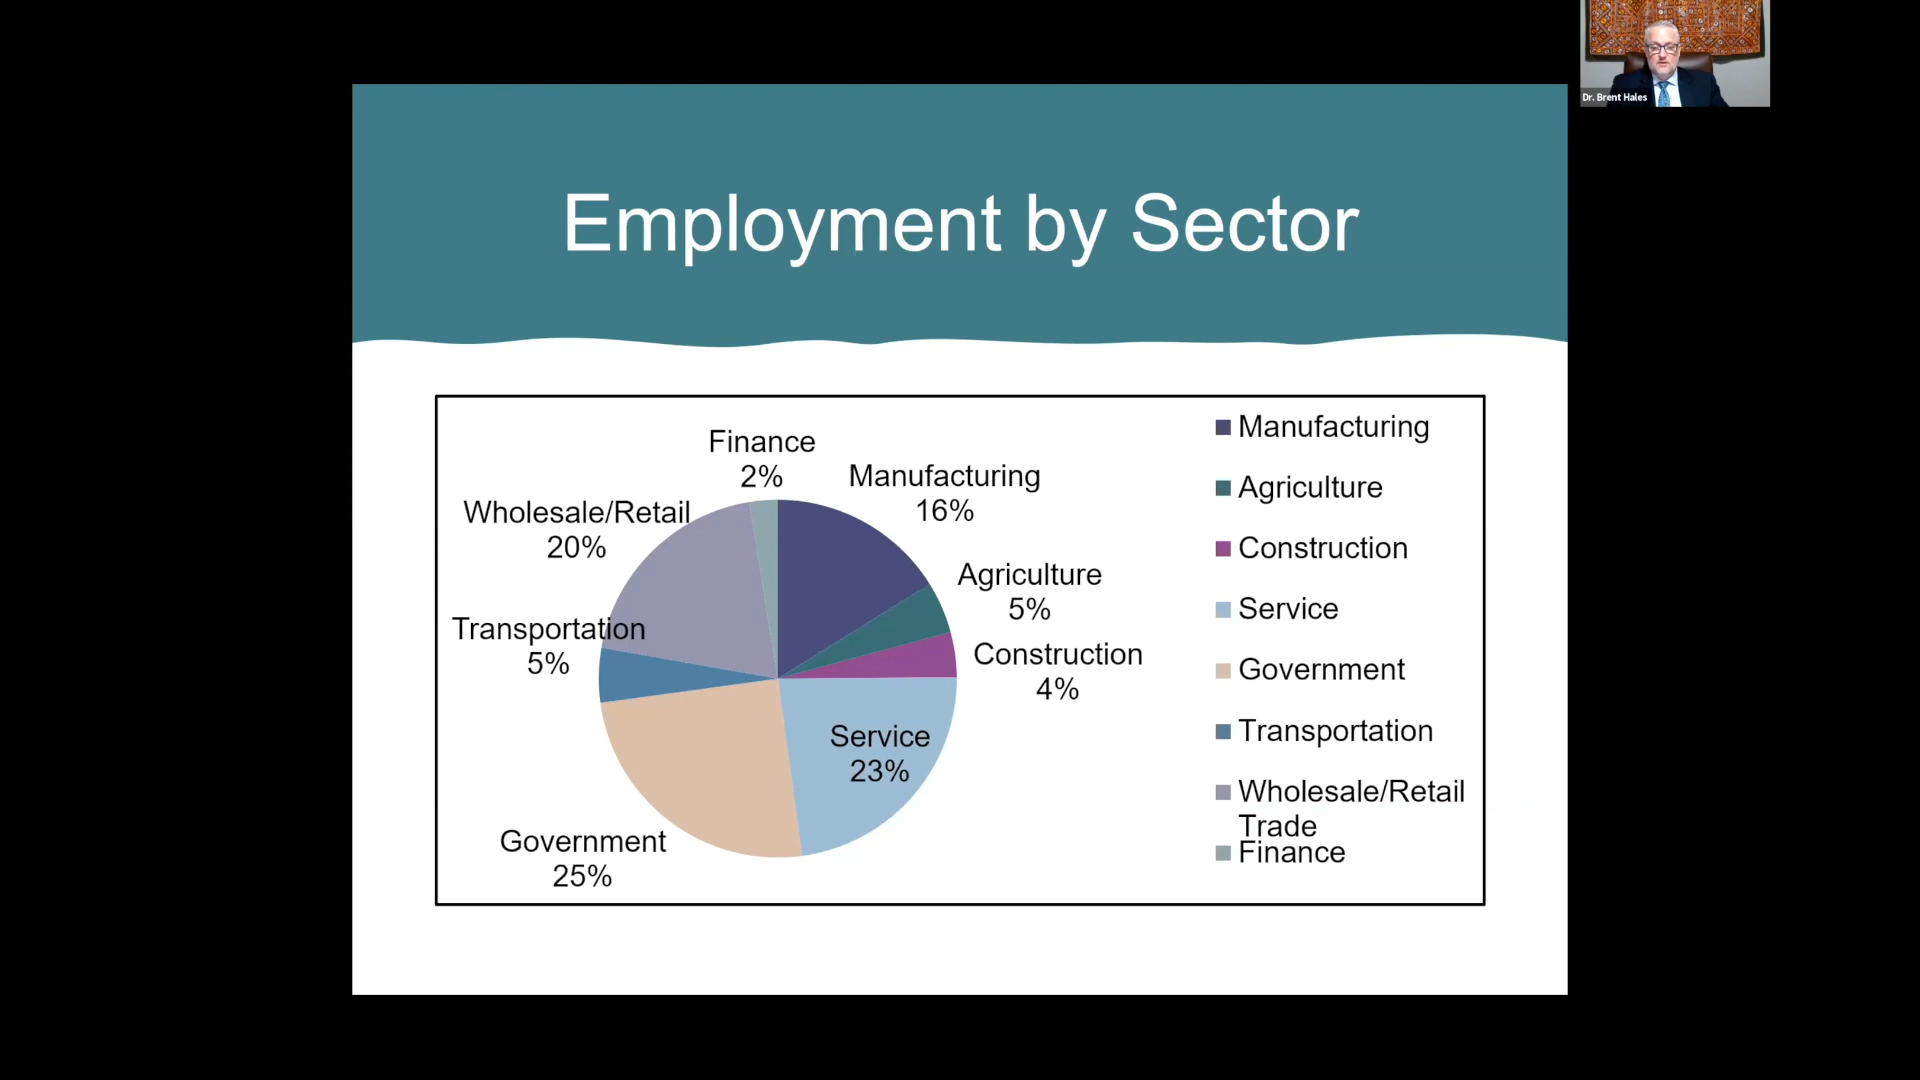 Dr. Brent Hales
Employment by Sector
Finance
2%
Manufacturing
16%
Wholesale/Retail
20%
Agriculture
5%
Transportation
5%
Construction
4%
Service
23%
Government
25%
Manufacturing
Agriculture
Construction
Service
Government
Transportation
Wholesale/Retail
Trade
Finance